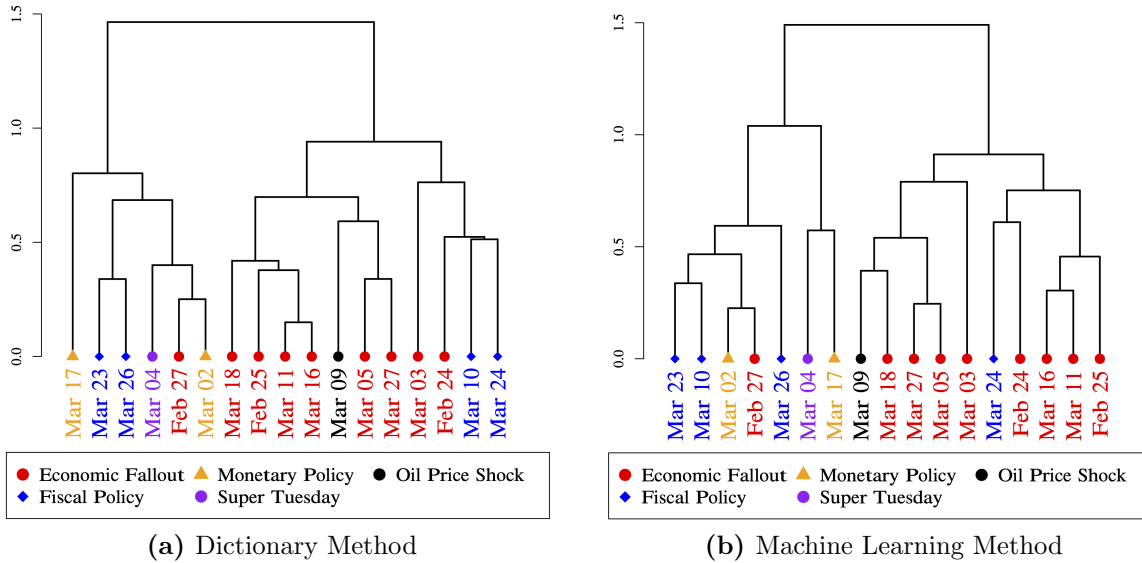 1.5
1.0
0.5
0.0
Mar 17
Mar 23
Mar 26
Mar 04
Feb 27
Mar 02
Mar 18
Feb 25
Mar 11
Mar 16
Mar 09
Mar 05
Mar 27
Mar 03
Feb 24
Mar 10
Mar 24
Economic Fallout Monetary Policy Oil Price Shock
Fiscal Policy Super Tuesday
(a) Dictionary Method
1.5
1.0
0.5
0.0
Mar 23
Mar 10
Mar 02
Feb 27
Mar 26
Mar 04
Mar 17
Mar 09
Mar 18
Mar 27
Mar 05
Mar 03
Mar 24
Feb 24
Mar 16
Mar 11
Feb 25
Economic Fallout Monetary Policy Oil Price Shock
Fiscal Policy Super Tuesday
(b) Machine Learning Method